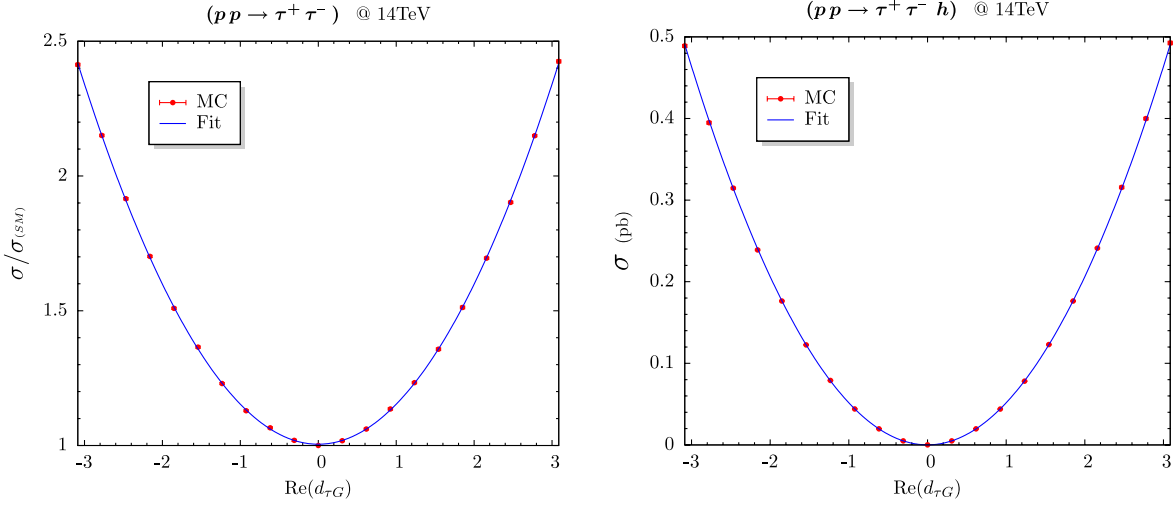 (p p → τ⁺ τ⁻ ) @ 14TeV
2.5
2
1.5
1
σ/σ(SM)
MC
Fit
-3 -2 -1 0 1 2 3
Re(d_τG)
(p p → τ⁺ τ⁻ h) @ 14TeV
0.5
0.4
0.3
0.2
0.1
0
σ (pb)
MC
Fit
-3 -2 -1 0 1 2 3
Re(d_τG)